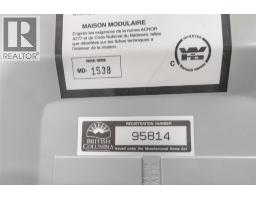 REALTOR®
MAISON MODULAIRE
D'après les exigences de la norme ACNOR
A277 et du Code National du Bâtiment, telles
que détaillées sur les fiches techniques à
l'intérieur de la maison.
MD- 1538
C
REGISTRATION NUMBER
95814
BRITISH
COLUMBIA
Issued under the Manufactured Home Act